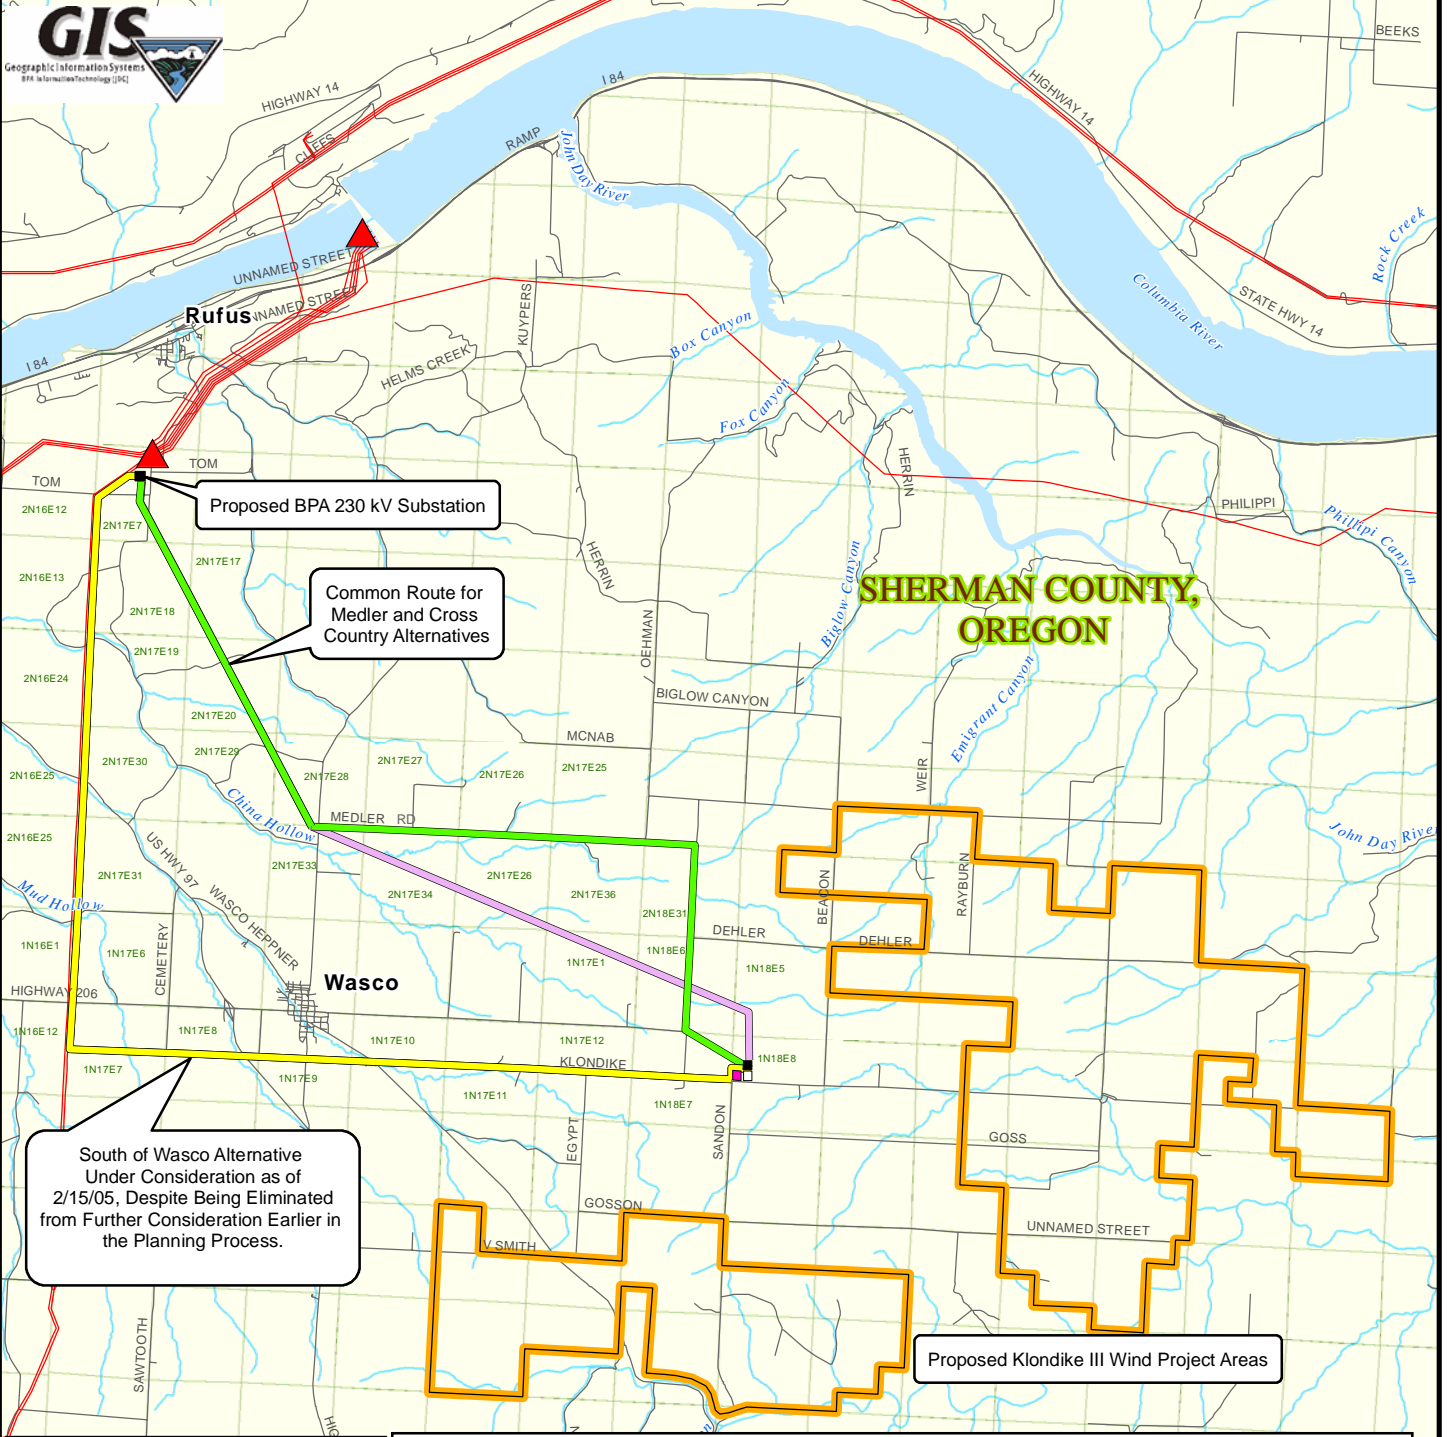 GIS
Geographic Information Systems
BPA Information Technology [JDC]
BEEKS
I 84
HIGHWAY 14
HIGHWAY 14
CLIFFS
RAMP
John Day River
Rock Creek
UNNAMED STREET
Columbia River
STATE HWY 14
KUYPERS
UNNAMED STREET
Rufus
Box Canyon
I 84
HELMS CREEK
Fox Canyon
HERRIN
TOM
TOM
PHILIPPI
Phillipi Canyon
Proposed BPA 230 kV Substation
2N16E12
2N17E7
2N17E17
HERRIN
Biglow Canyon
2N16E13
Common Route for
Medler and Cross
Country Alternatives
SHERMAN COUNTY,
OREGON
2N17E18
OEHMAN
2N17E19
2N16E24
Emigrant Canyon
BIGLOW CANYON
2N17E20
MCNAB
2N17E29
2N17E30
2N17E27
2N17E28
2N17E26
2N17E25
2N16E25
WEIR
China Hollow
MEDLER RD
John Day River
2N16E25
US HWY 97
2N17E33
2N17E31
2N17E34
2N17E26
2N17E36
BEACON
RAYBURN
Mud Hollow
WASCO HEPPNER
2N18E31
DEHLER
DEHLER
1N16E1
1N17E6
CEMETERY
1N18E6
1N17E1
1N18E5
Wasco
HIGHWAY 206
1N16E12
1N17E8
1N17E10
1N17E12
KLONDIKE
1N18E8
1N17E7
1N17E9
1N17E11
1N18E7
SANDON
EGYPT
GOSS
South of Wasco Alternative
Under Consideration as of
2/15/05, Despite Being Eliminated
from Further Consideration Earlier in
the Planning Process.
GOSSON
UNNAMED STREET
V SMITH
SAWTOOTH
Proposed Klondike III Wind Project Areas
HIG